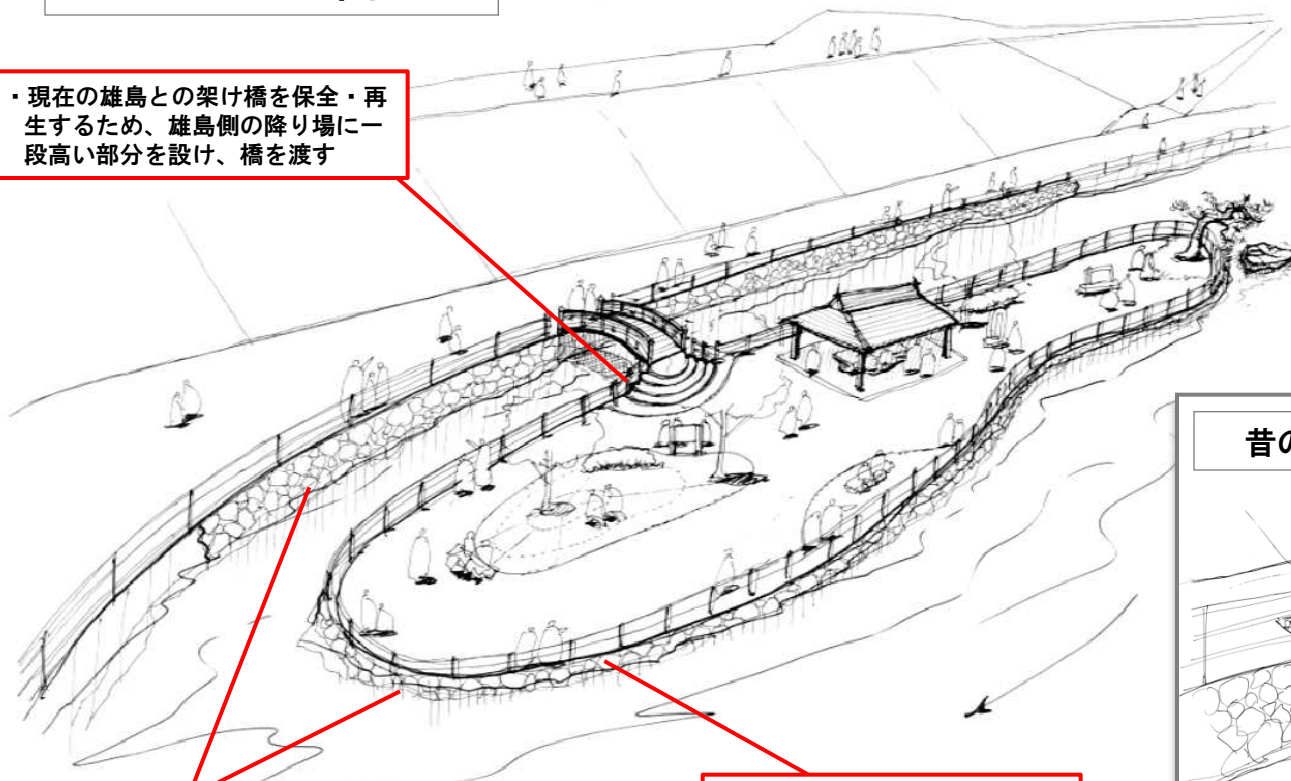 ・現在の雄島との架け橋を保全・再
生するため、雄島側の降り場に一
段高い部分を設け、橋を渡す
昔の